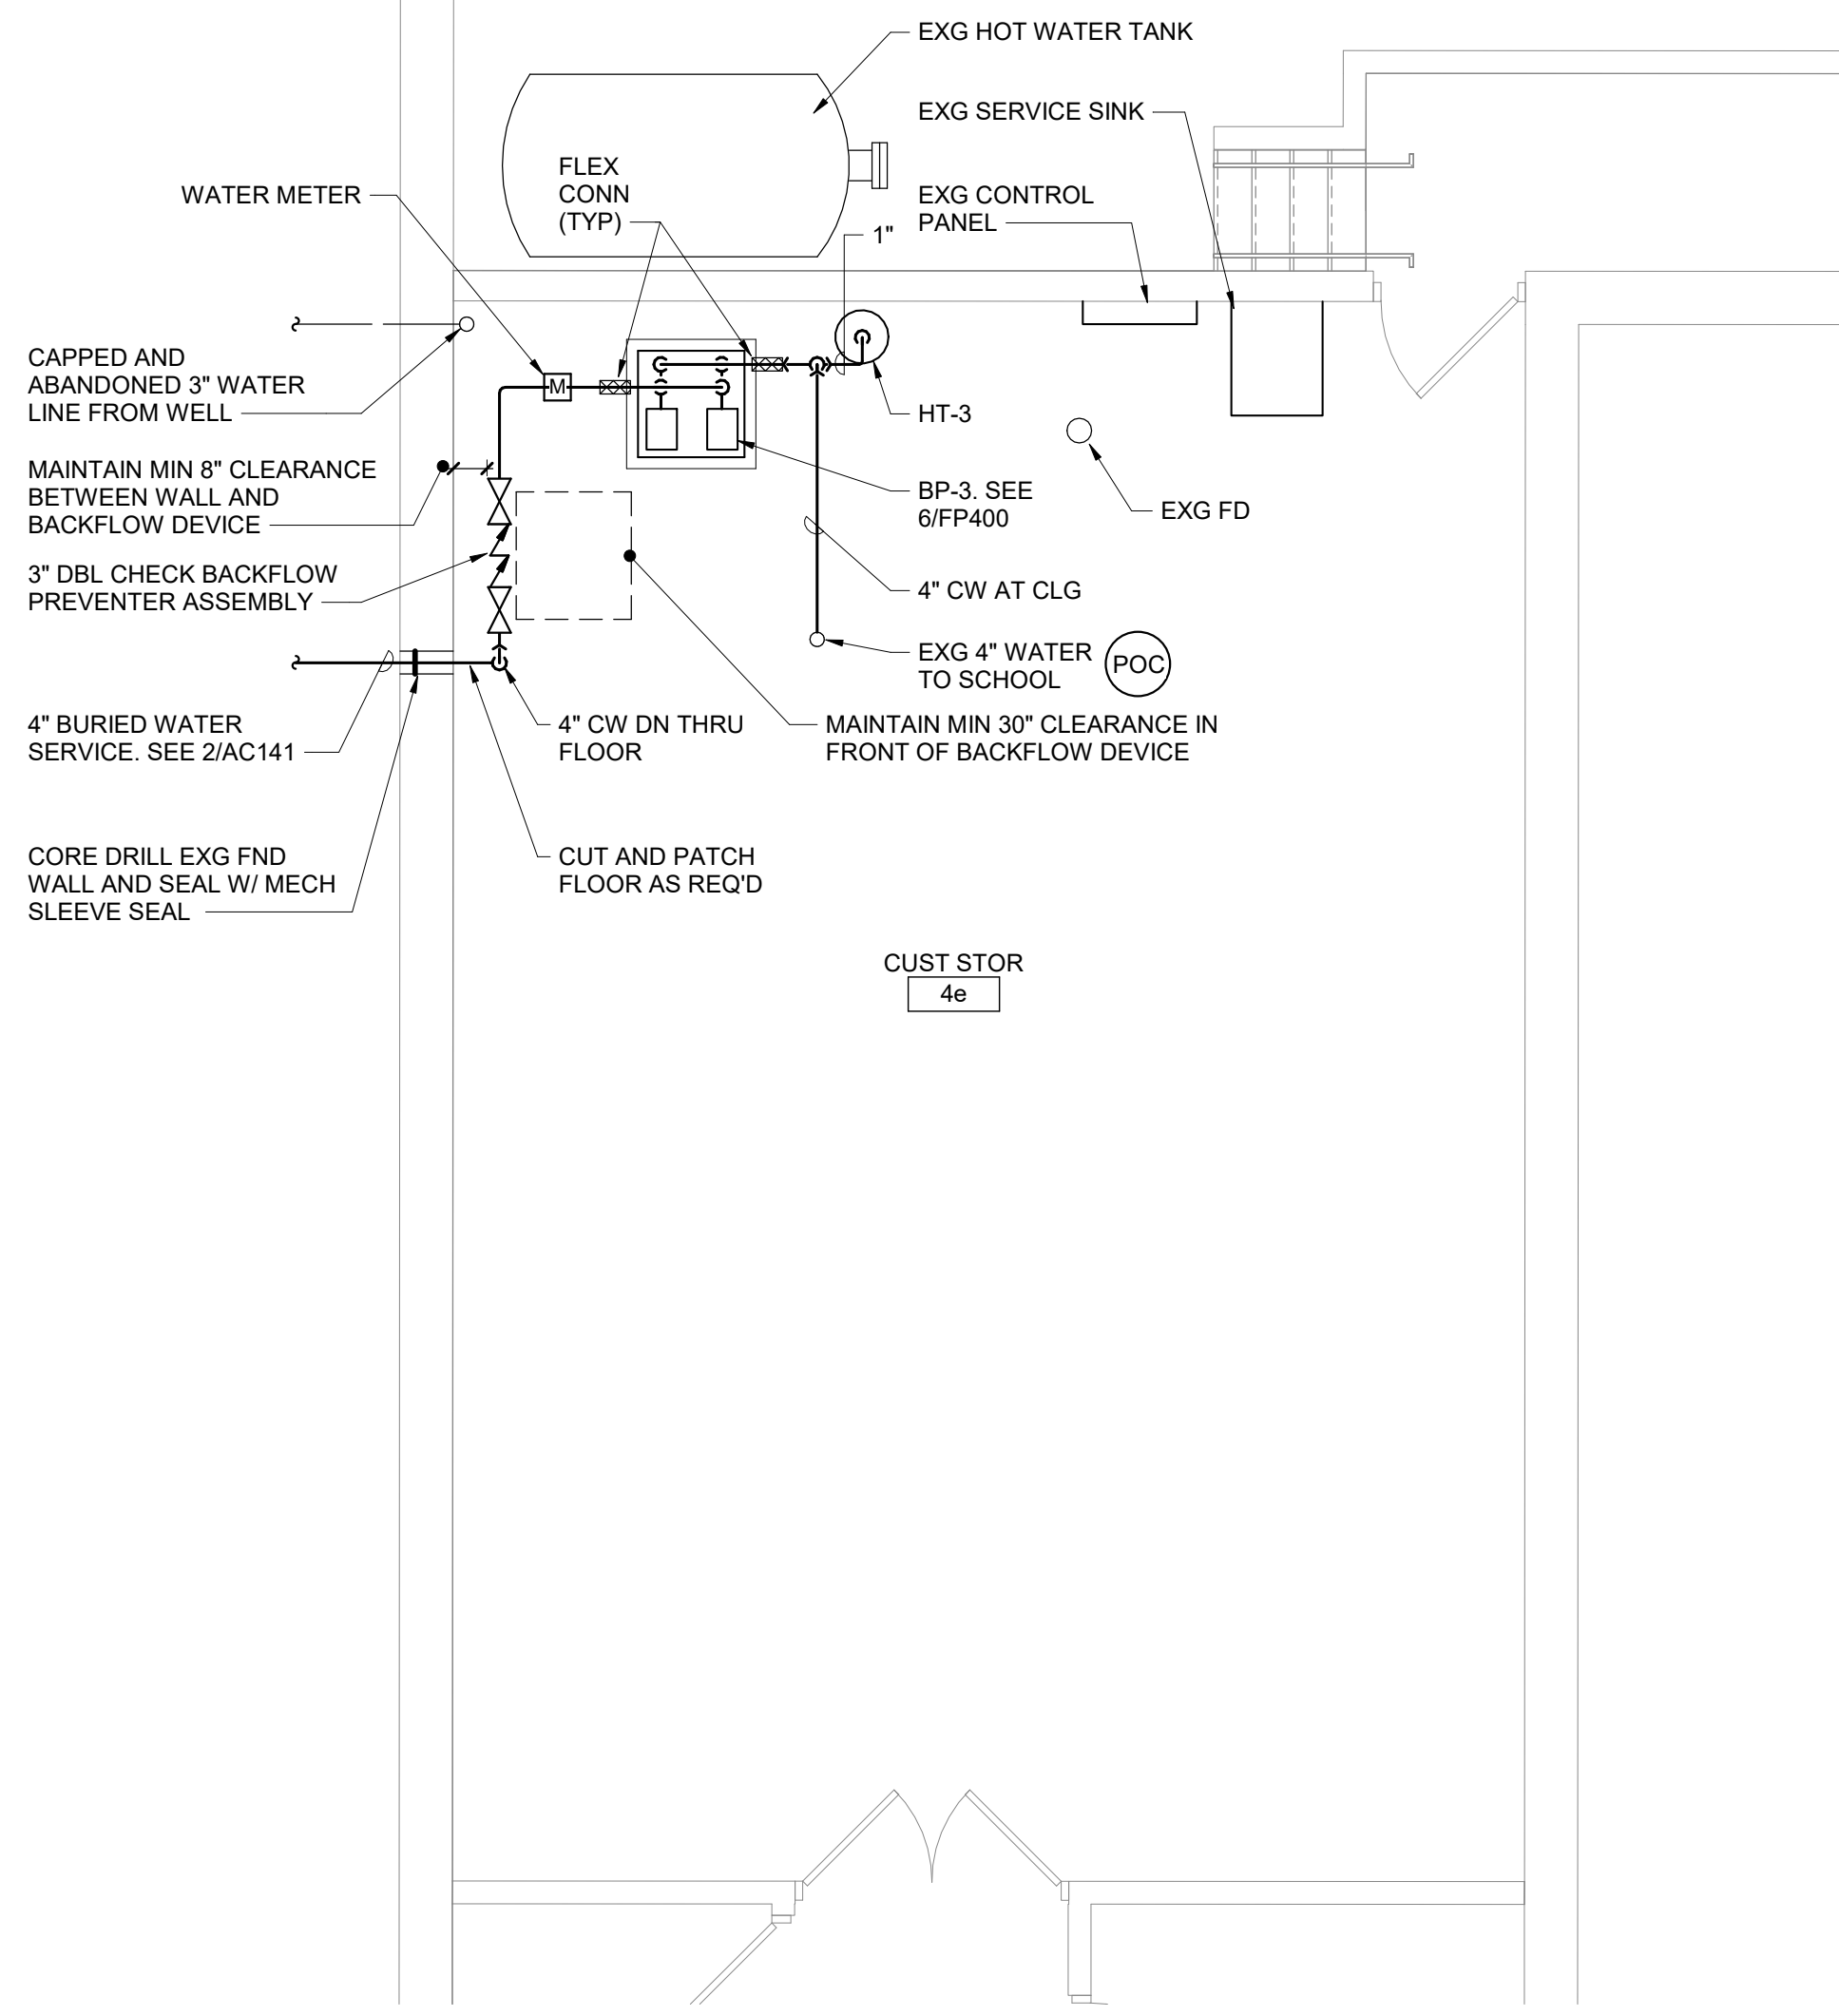 EXG HOT WATER TANK
EXG SERVICE SINK
FLEX
CONN
(TYP)
WATER METER
EXG CONTROL
PANEL
1"
CAPPED AND
ABANDONED 3" WATER
LINE FROM WELL
M
HT-3
MAINTAIN MIN 8" CLEARANCE
BETWEEN WALL AND
BACKFLOW DEVICE
BP-3. SEE
6/FP400
EXG FD
3" DBL CHECK BACKFLOW
PREVENTER ASSEMBLY
4" CW AT CLG
EXG 4" WATER
TO SCHOOL
POC
4" BURIED WATER
SERVICE. SEE 2/AC141
4" CW DN THRU
FLOOR
MAINTAIN MIN 30" CLEARANCE IN
FRONT OF BACKFLOW DEVICE
CORE DRILL EXG FND
WALL AND SEAL W/ MECH
SLEEVE SEAL
CUT AND PATCH
FLOOR AS REQ'D
CUST STOR
4e